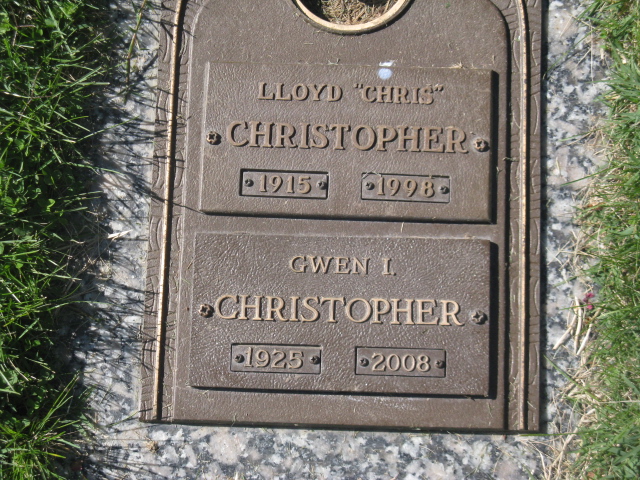 LLOYD "CHRIS"
CHRISTOPHER
1915 1998
GWEN I.
CHRISTOPHER
1925 2008